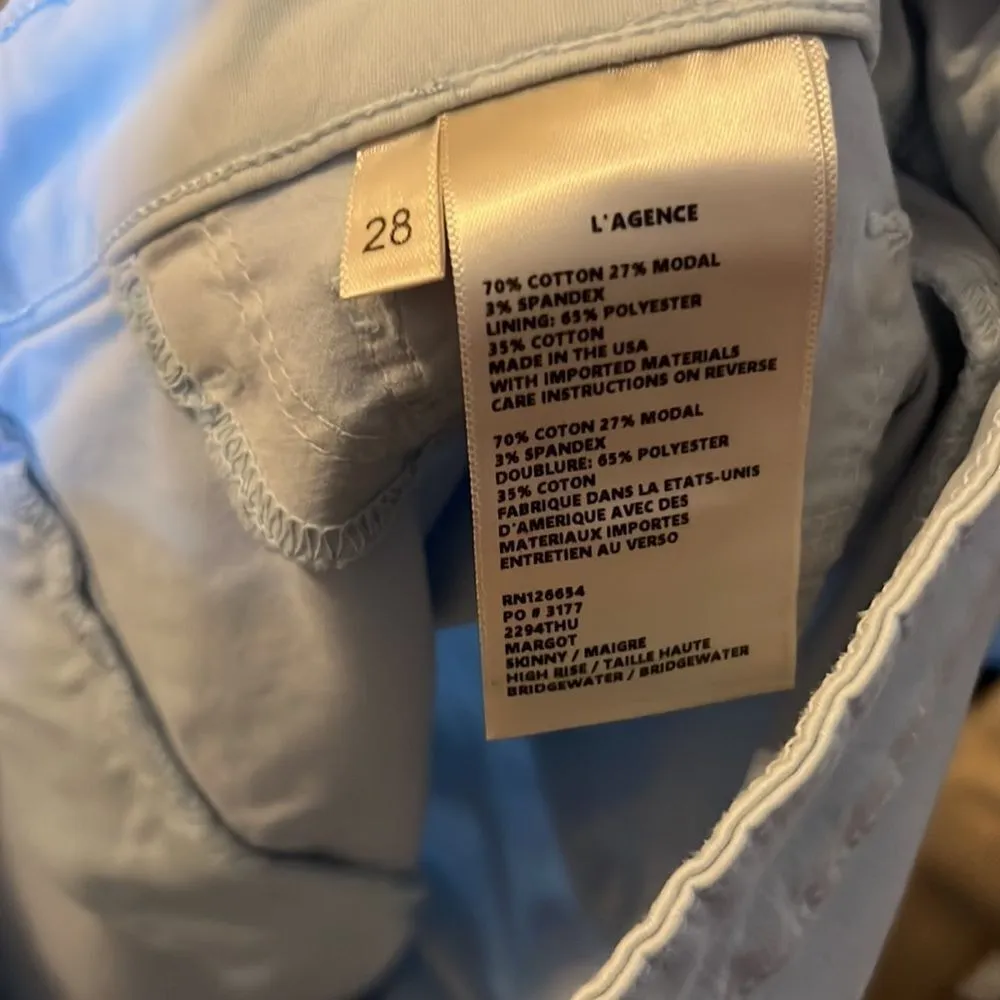 28
L'AGENCE
70% COTTON 27% MODAL
3% SPANDEX
LINING: 65% POLYESTER
35% COTTON
MADE IN THE USA
WITH IMPORTED MATERIALS
CARE INSTRUCTIONS ON REVERSE
70% COTON 27% MODAL
3% SPANDEX
DOUBLURE: 65% POLYESTER
35% COTON
FABRIQUE DANS LA ETATS-UNIS
D'AMERIQUE AVEC DES
MATERIAUX IMPORTES
ENTRETIEN AU VERSO
RN126654
PO # 3177
2294THU
MARGOT
SKINNY / MAIGRE
HIGH RISE / TAILLE HAUTE
BRIDGEWATER / BRIDGEWATER